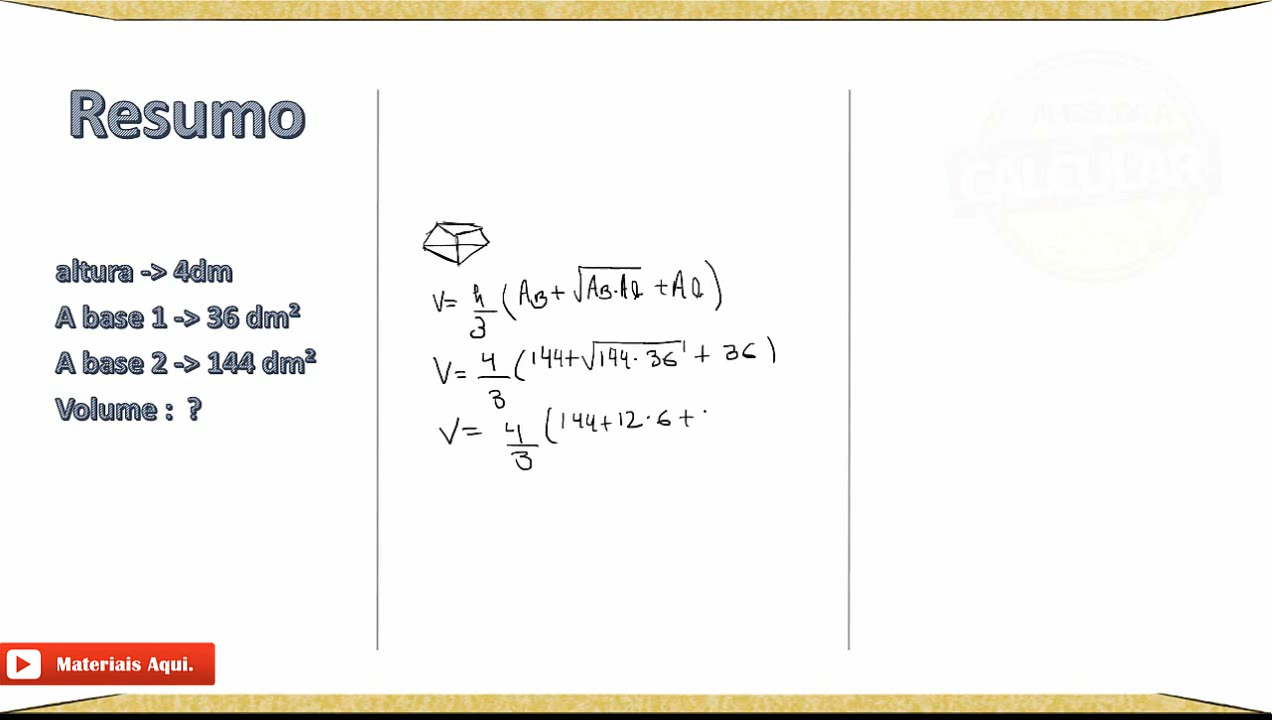 Resumo
altura -> 4dm
A base 1 -> 36 dm²
A base 2 -> 144 dm²
Volume : ?
V= h/3 (AB + √AB.Ab + Ab)
V= 4/3 (144+√144.36 + 36)
V= 4/3 (144+12.6+
CALCULAR
Materiais Aqui.